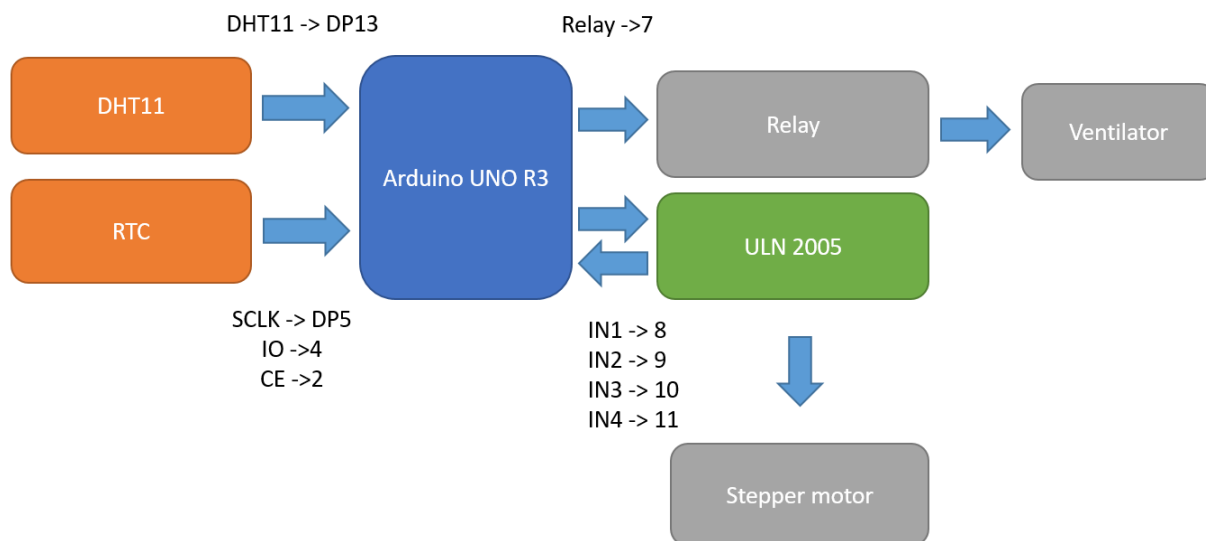 DHT11 -> DP13
Relay ->7
DHT11
Arduino UNO R3
Relay
Ventilator
RTC
ULN 2005
SCLK -> DP5
IO ->4
CE ->2
IN1 -> 8
IN2 -> 9
IN3 -> 10
IN4 -> 11
Stepper motor